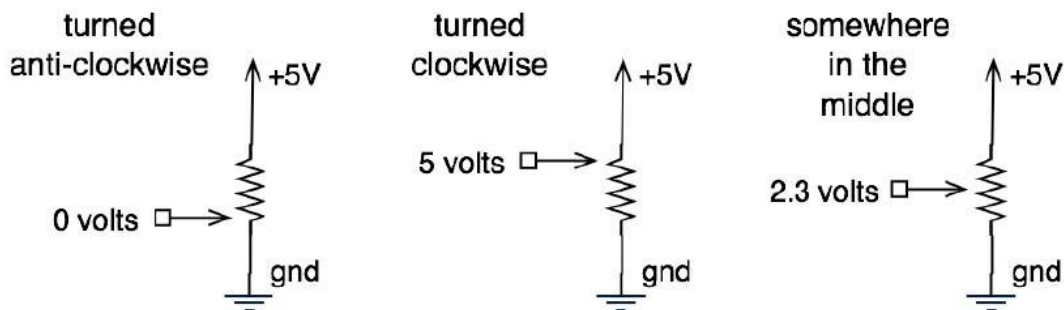 turned
anti-clockwise
+5V
0 volts
gnd
turned
clockwise
+5V
5 volts
gnd
somewhere
in the
middle
+5V
2.3 volts
gnd